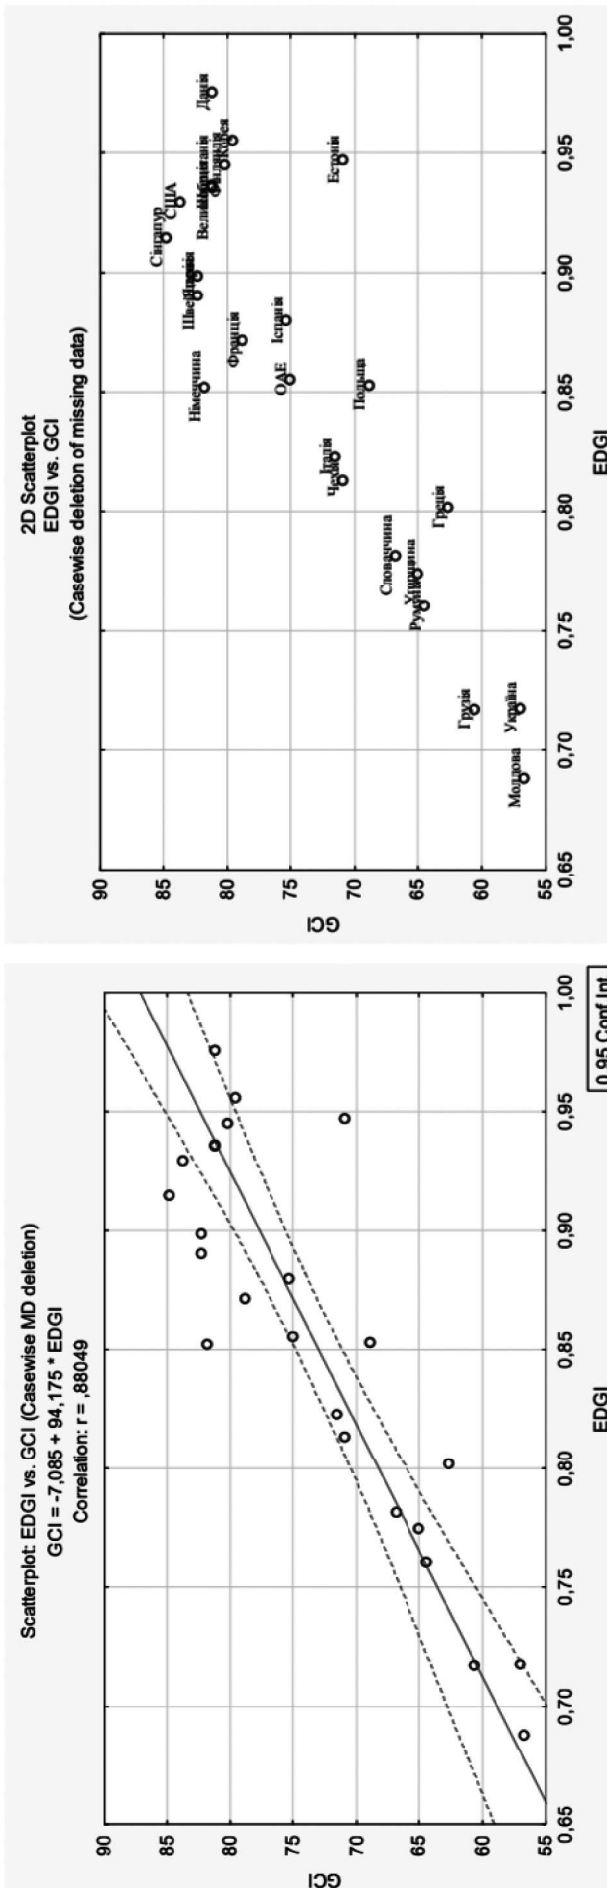 Scatterplot: EDGI vs. GCI (Casewise MD deletion)
GCI = -7,085 + 94,175 * EDGI
Correlation: r = ,88049
90
85
80
75
70
65
60
55
GCI
0,65
0,70
0,75
0,80
0,85
0,90
0,95
1,00
EDGI
0.95 Conf.Int
2D Scatterplot
EDGI vs. GCI
(Casewise deletion of missing data)
90
85
80
75
70
65
60
55
GCI
Сінгапур
США
Данія
Корея
Естонія
Німеччина
Франція
Іспанія
ОАЕ
Польща
Італія
Чехія
Словаччина
Греція
Грузія
Україна
Молдова
0,65
0,70
0,75
0,80
0,85
0,90
0,95
1,00
EDGI